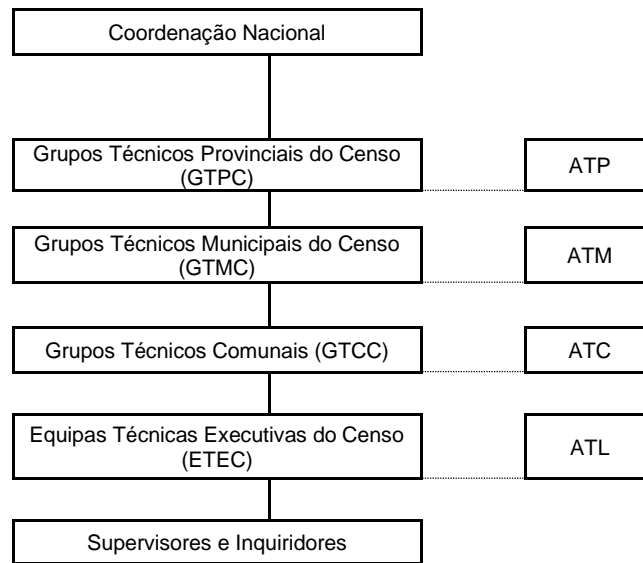 Coordenação Nacional
Grupos Técnicos Provinciais do Censo
(GTPC)
ATP
Grupos Técnicos Municipais do Censo
(GTMC)
ATM
Grupos Técnicos Comunais (GTCC)
ATC
Equipas Técnicas Executivas do Censo
(ETEC)
ATL
Supervisores e Inquiridores